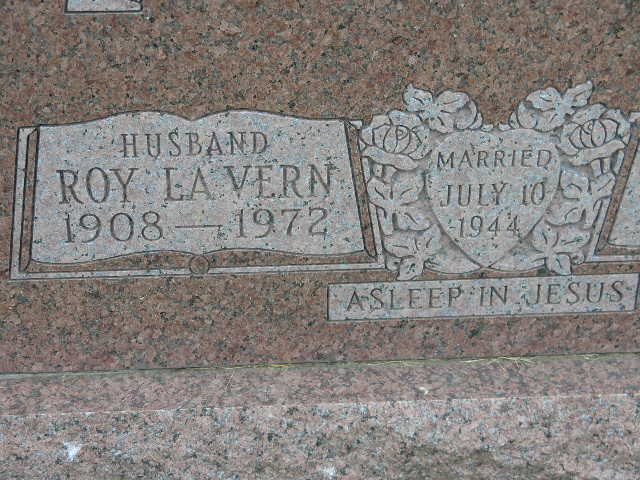 HUSBAND
ROY LA VERN
1908 — 1972
MARRIED
JULY 10
1944
ASLEEP IN JESUS